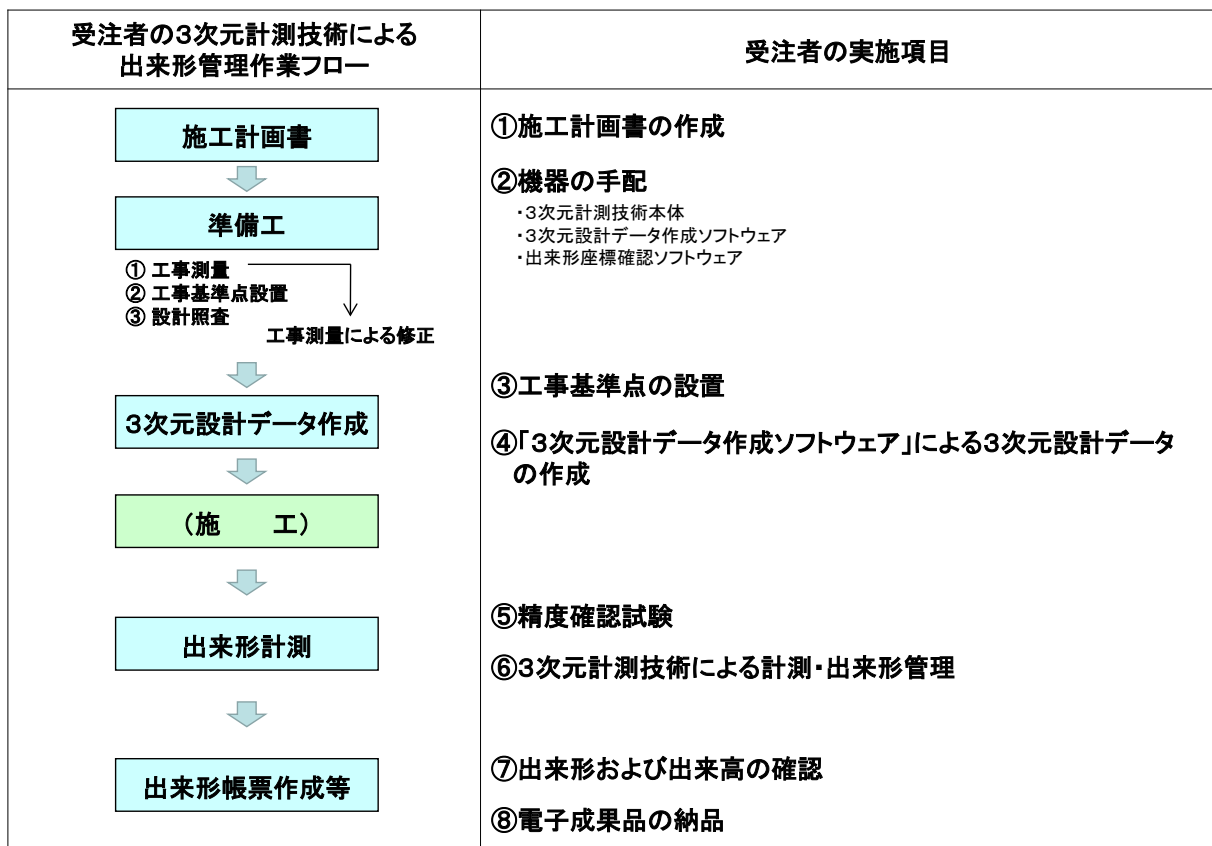 受注者の3次元計測技術による
出来形管理作業フロー
受注者の実施項目
施工計画書
準備工
① 工事測量
② 工事基準点設置
③ 設計照査
工事測量による修正
3次元設計データ作成
（施　　工）
出来形計測
出来形帳票作成等
①施工計画書の作成
②機器の手配
・3次元計測技術本体
・3次元設計データ作成ソフトウェア
・出来形座標確認ソフトウェア
③工事基準点の設置
④「3次元設計データ作成ソフトウェア」による3次元設計データ
の作成
⑤精度確認試験
⑥3次元計測技術による計測・出来形管理
⑦出来形および出来高の確認
⑧電子成果品の納品